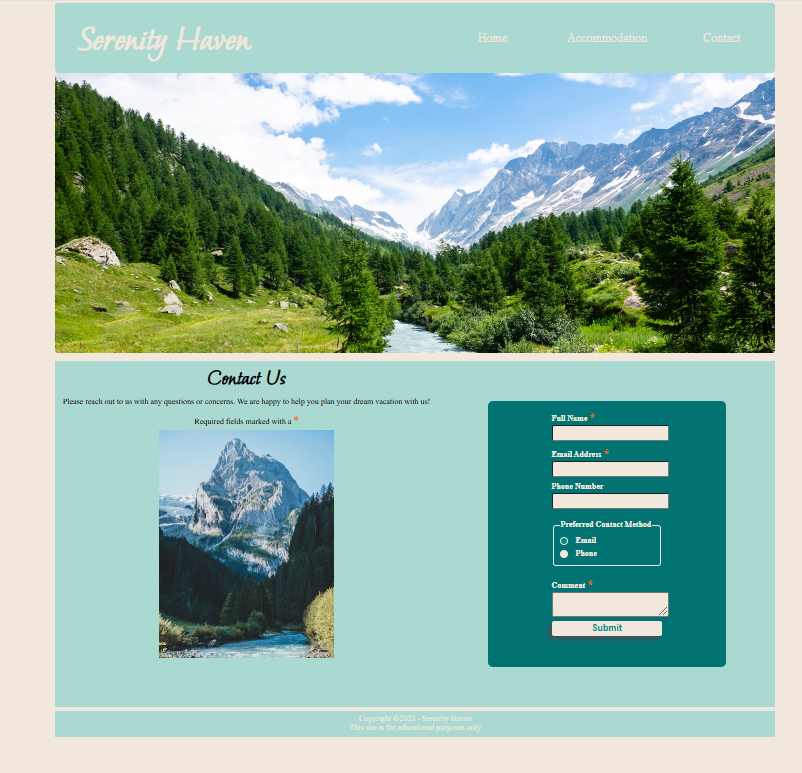 Serenity Haven
Home
Accommodation
Contact
Contact Us
Please reach out to us with any questions or concerns. We are happy to help you plan your dream vacation with us!
Required fields marked with a *
Full Name *
Email Address *
Phone Number
Preferred Contact Method
Email
Phone
Comment *
Submit
Copyright ©2023 - Serenity Haven
This site is for educational purposes only